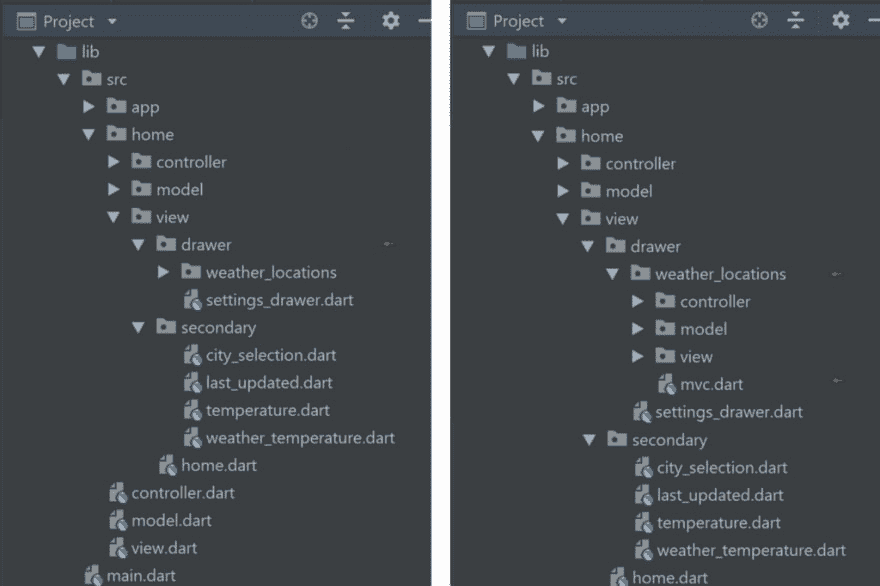 Project
lib
src
app
home
controller
model
view
drawer
weather_locations
settings_drawer.dart
secondary
city_selection.dart
last_updated.dart
temperature.dart
weather_temperature.dart
home.dart
controller.dart
model.dart
view.dart
main.dart
Project
lib
src
app
home
controller
model
view
drawer
weather_locations
controller
model
view
mvc.dart
settings_drawer.dart
secondary
city_selection.dart
last_updated.dart
temperature.dart
weather_temperature.dart
home.dart